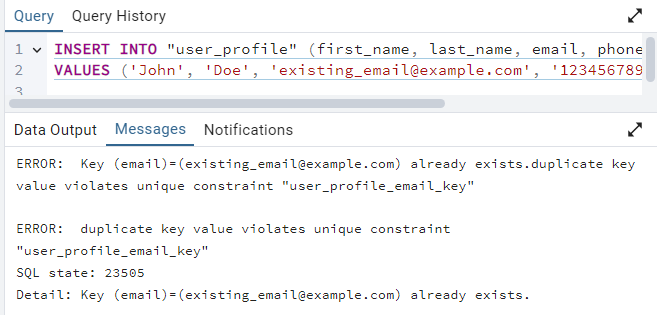 Query Query History
1 INSERT INTO "user_profile" (first_name, last_name, email, phone
2 VALUES ('John', 'Doe', 'existing_email@example.com', '123456789
3
Data Output Messages Notifications
ERROR:  Key (email)=(existing_email@example.com) already exists.duplicate key
value violates unique constraint "user_profile_email_key"
ERROR:  duplicate key value violates unique constraint
"user_profile_email_key"
SQL state: 23505
Detail: Key (email)=(existing_email@example.com) already exists.